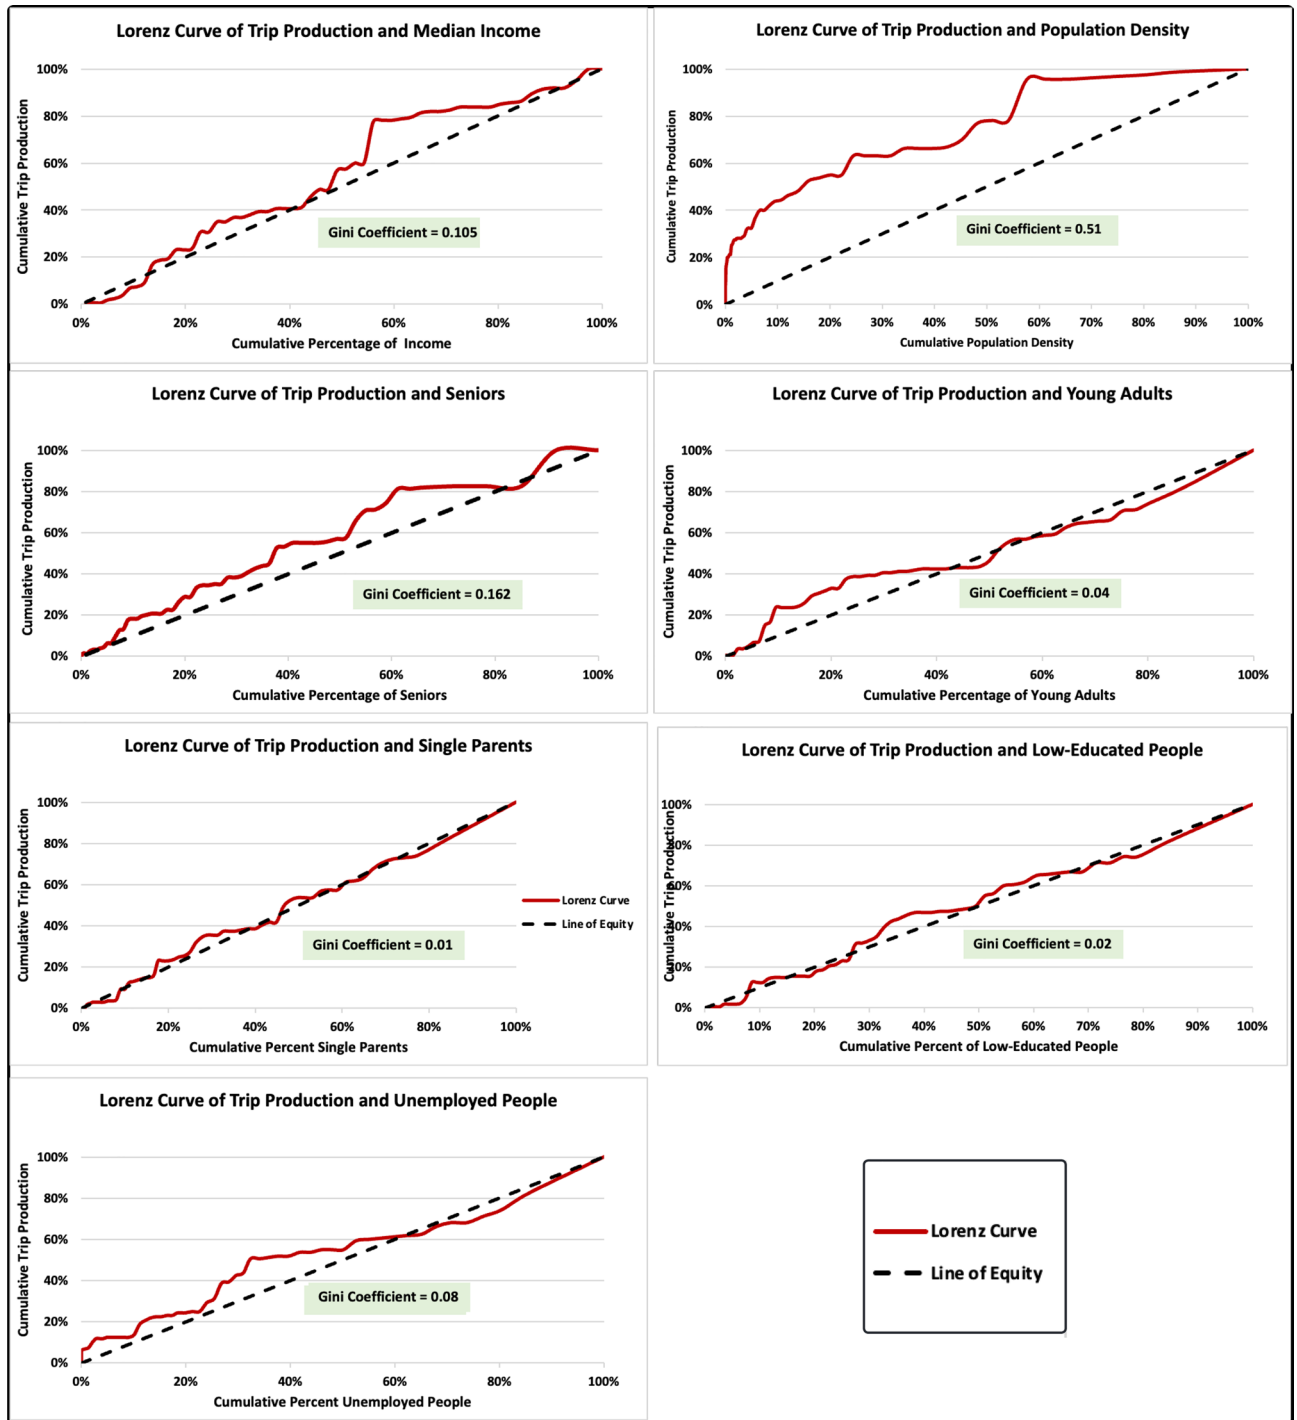 Lorenz Curve of Trip Production and Median Income
Cumulative Trip Production
100%
80%
60%
40%
20%
0%
Gini Coefficient = 0.105
0% 20% 40% 60% 80% 100%
Cumulative Percentage of Income
Lorenz Curve of Trip Production and Population Density
Cumulative Trip Production
100%
80%
60%
40%
20%
0%
Gini Coefficient = 0.51
0% 10% 20% 30% 40% 50% 60% 70% 80% 90% 100%
Cumulative Population Density
Lorenz Curve of Trip Production and Seniors
Cumulative Trip Production
100%
80%
60%
40%
20%
0%
Gini Coefficient = 0.162
0% 20% 40% 60% 80% 100%
Cumulative Percentage of Seniors
Lorenz Curve of Trip Production and Young Adults
Cumulative Trip Production
100%
80%
60%
40%
20%
0%
Gini Coefficient = 0.04
0% 20% 40% 60% 80% 100%
Cumulative Percentage of Young Adults
Lorenz Curve of Trip Production and Single Parents
Cumulative Trip Production
100%
80%
60%
40%
20%
0%
Gini Coefficient = 0.01
0% 20% 40% 60% 80% 100%
Cumulative Percent Single Parents
Lorenz Curve
Line of Equity
Lorenz Curve of Trip Production and Low-Educated People
Cumulative Trip Production
100%
80%
60%
40%
20%
0%
Gini Coefficient = 0.02
0% 10% 20% 30% 40% 50% 60% 70% 80% 90% 100%
Cumulative Percent of Low-Educated People
Lorenz Curve of Trip Production and Unemployed People
Cumulative Trip Production
100%
80%
60%
40%
20%
0%
Gini Coefficient = 0.08
0% 20% 40% 60% 80% 100%
Cumulative Percent Unemployed People
Lorenz Curve
Line of Equity